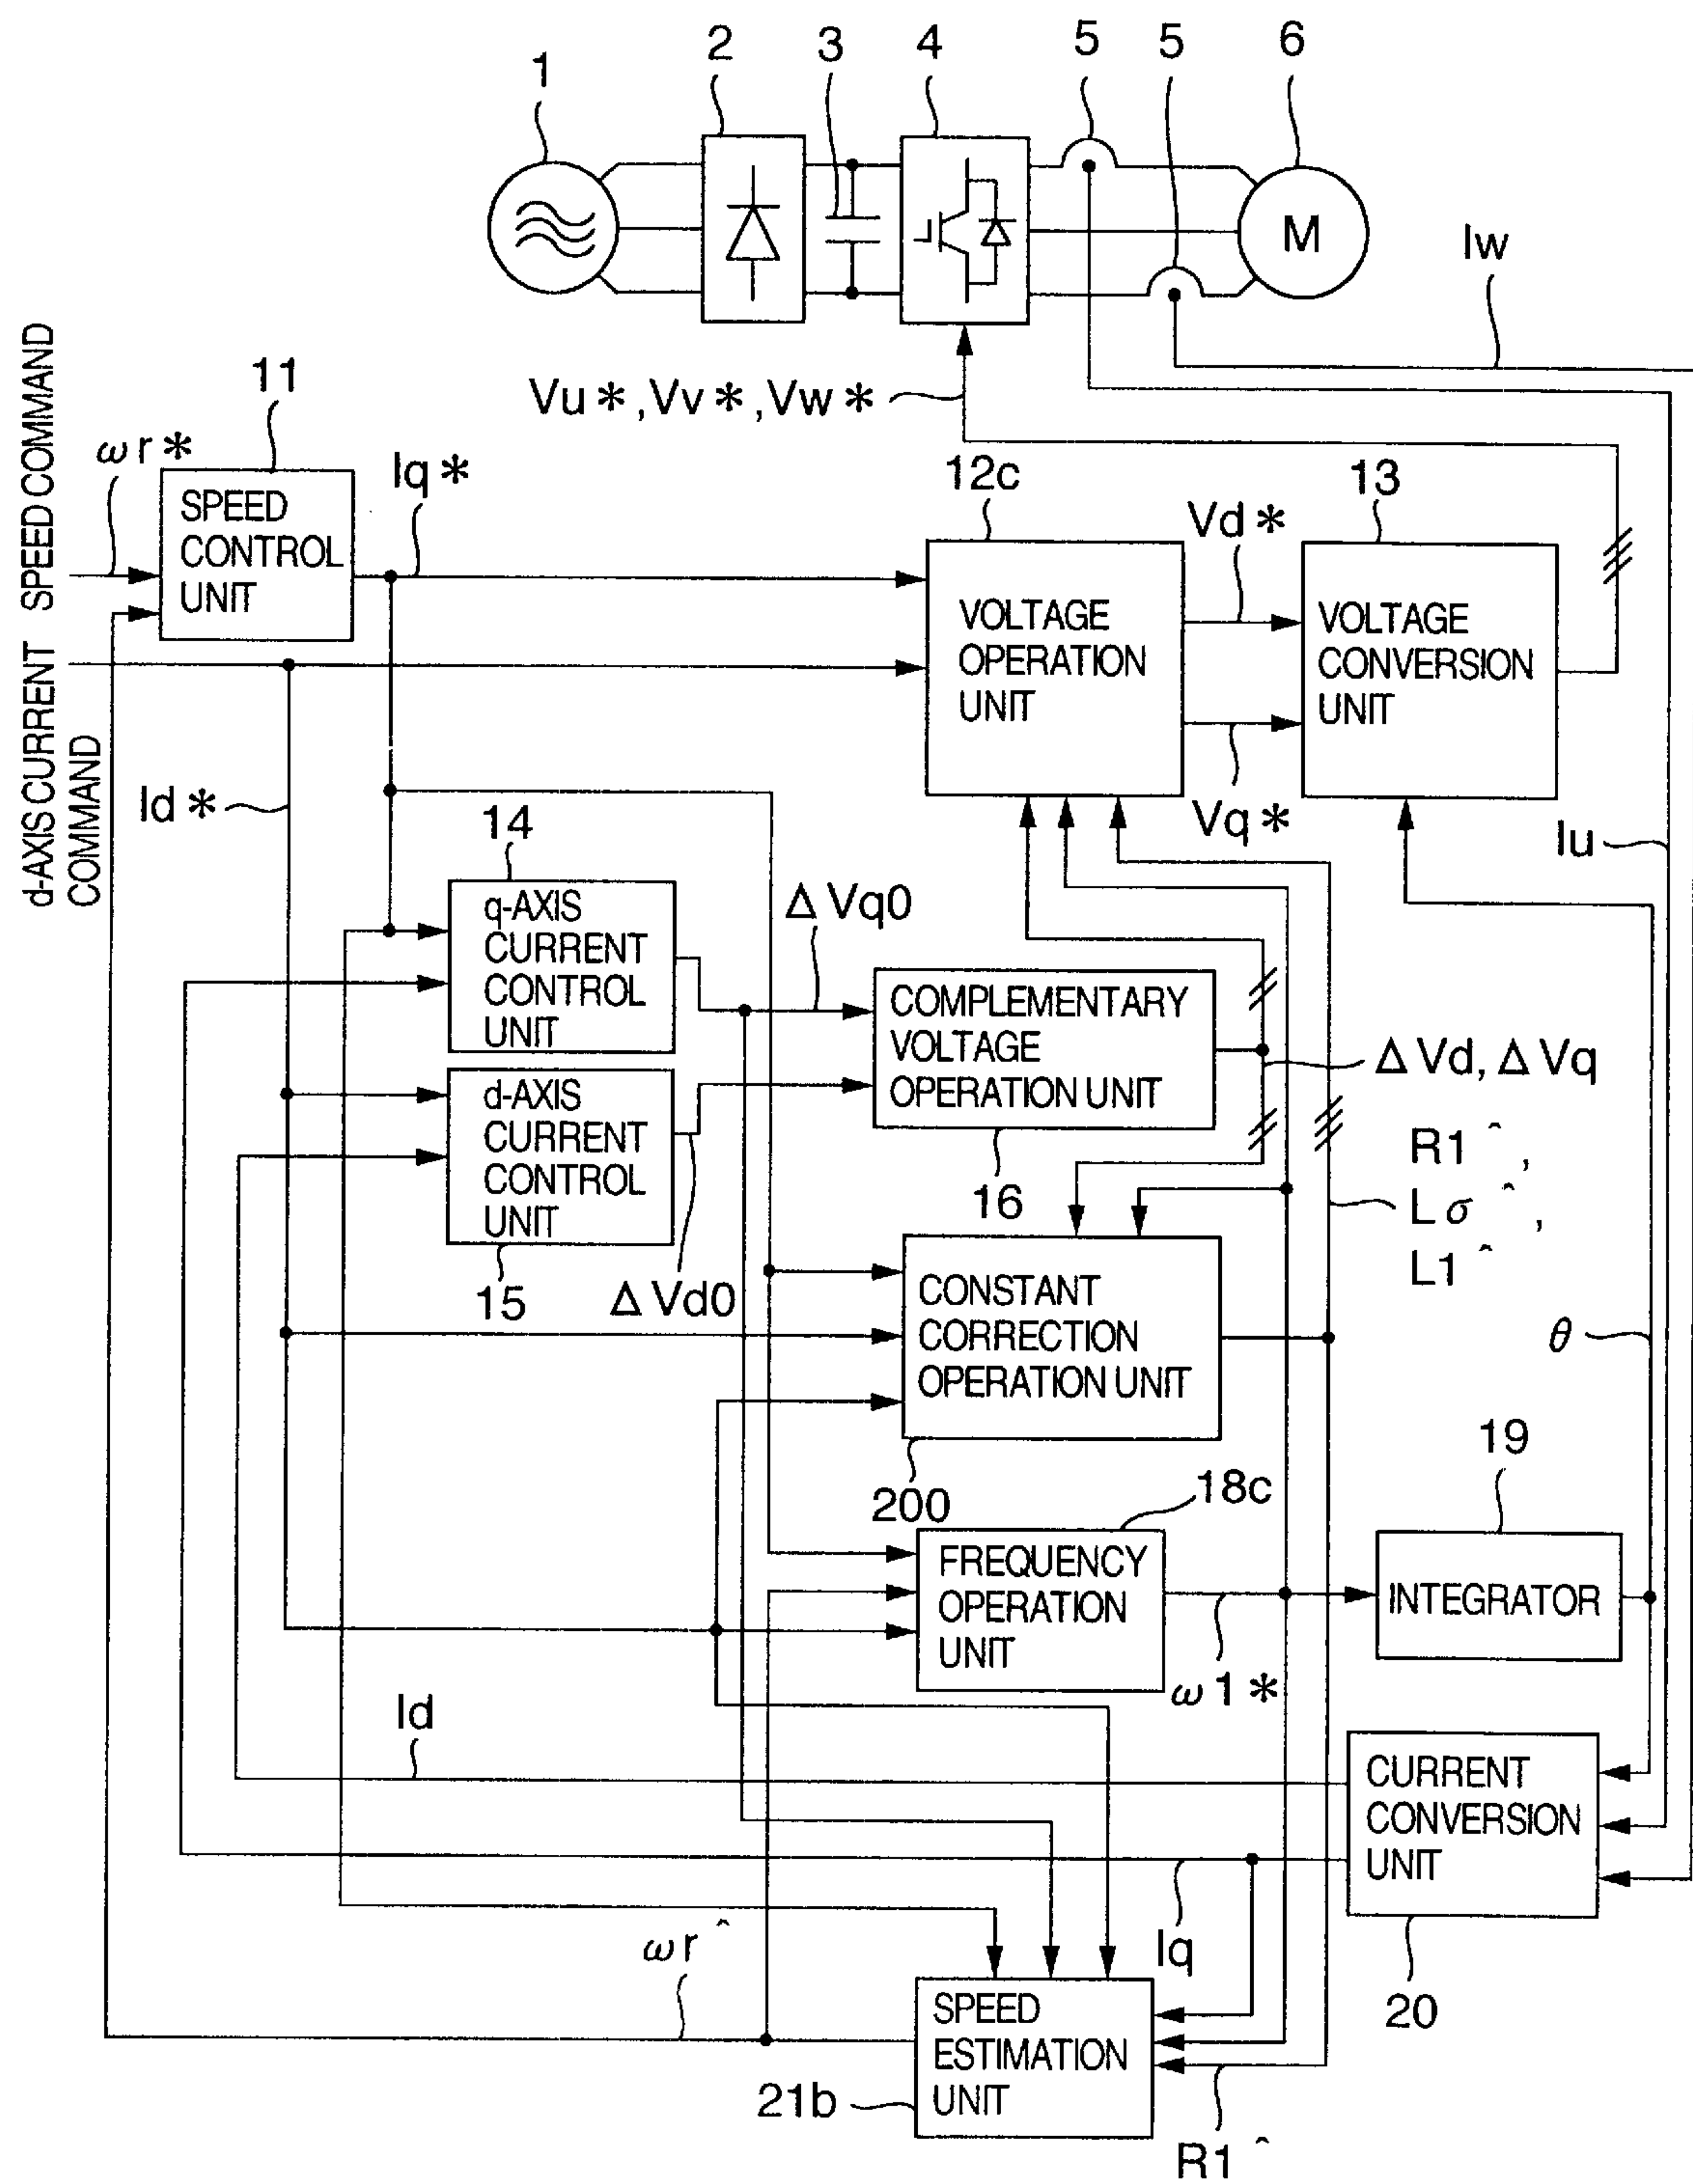 1
2
3
4
5
5
6
M
Iw
SPEED COMMAND
d-AXIS CURRENT
COMMAND
11
Vu*,Vv*,Vw*
ωr*
Iq*
12c
13
SPEED
CONTROL
UNIT
Vd*
VOLTAGE
OPERATION
UNIT
VOLTAGE
CONVERSION
UNIT
Id*
Vq*
Iu
14
q-AXIS
CURRENT
CONTROL
UNIT
ΔVq0
COMPLEMENTARY
VOLTAGE
OPERATION UNIT
ΔVd, ΔVq
d-AXIS
CURRENT
CONTROL
UNIT
16
R1^,
Lσ^,
L1^
15
ΔVd0
CONSTANT
CORRECTION
OPERATION UNIT
θ
200
18c
19
FREQUENCY
OPERATION
UNIT
INTEGRATOR
ω1*
Id
CURRENT
CONVERSION
UNIT
Iq
20
ωr^
SPEED
ESTIMATION
UNIT
21b
R1^